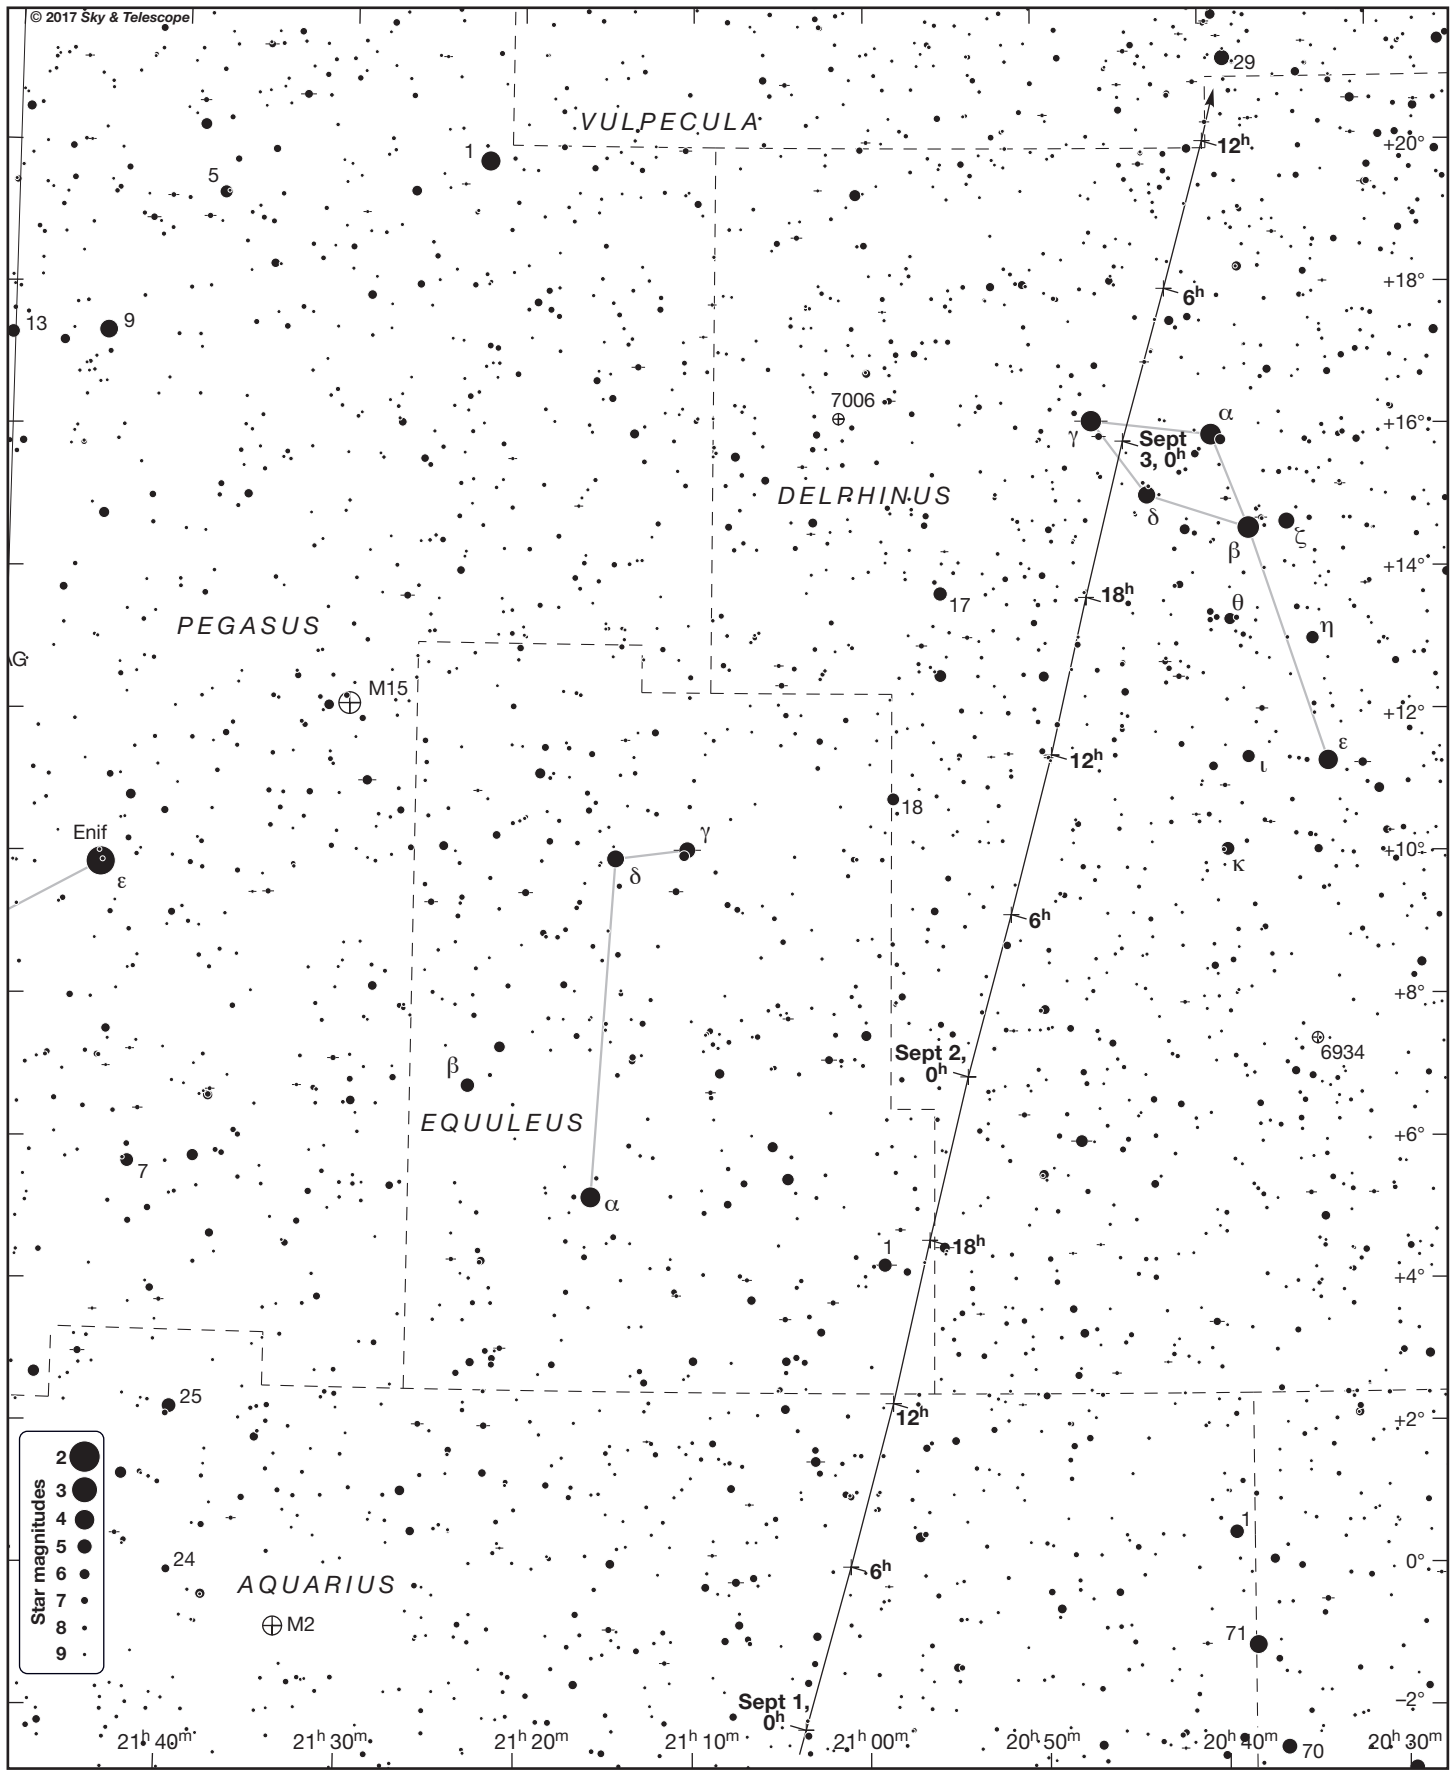 © 2017 Sky & Telescope
29
VULPECULA
12ʰ
+20°
1
5
+18°
6ʰ
13
9
7006
α
+16°
γ
Sept
3, 0ʰ
DELPHINUS
δ
β
ζ
+14°
18ʰ
17
θ
η
PEGASUS
M15
+12°
ε
12ʰ
ι
18
Enif
γ
+10°
κ
δ
ε
6ʰ
+8°
Sept 2,
0ʰ
6934
β
EQUULEUS
+6°
7
α
1
18ʰ
+4°
25
12ʰ
+2°
Star magnitudes
2
3
4
5
6
7
8
9
1
24
0°
6ʰ
AQUARIUS
M2
71
Sept 1,
0ʰ
−2°
21ʰ 40ᵐ
21ʰ 30ᵐ
21ʰ 20ᵐ
21ʰ 10ᵐ
21ʰ 00ᵐ
20ʰ 50ᵐ
20ʰ 40ᵐ
20ʰ 30ᵐ
70